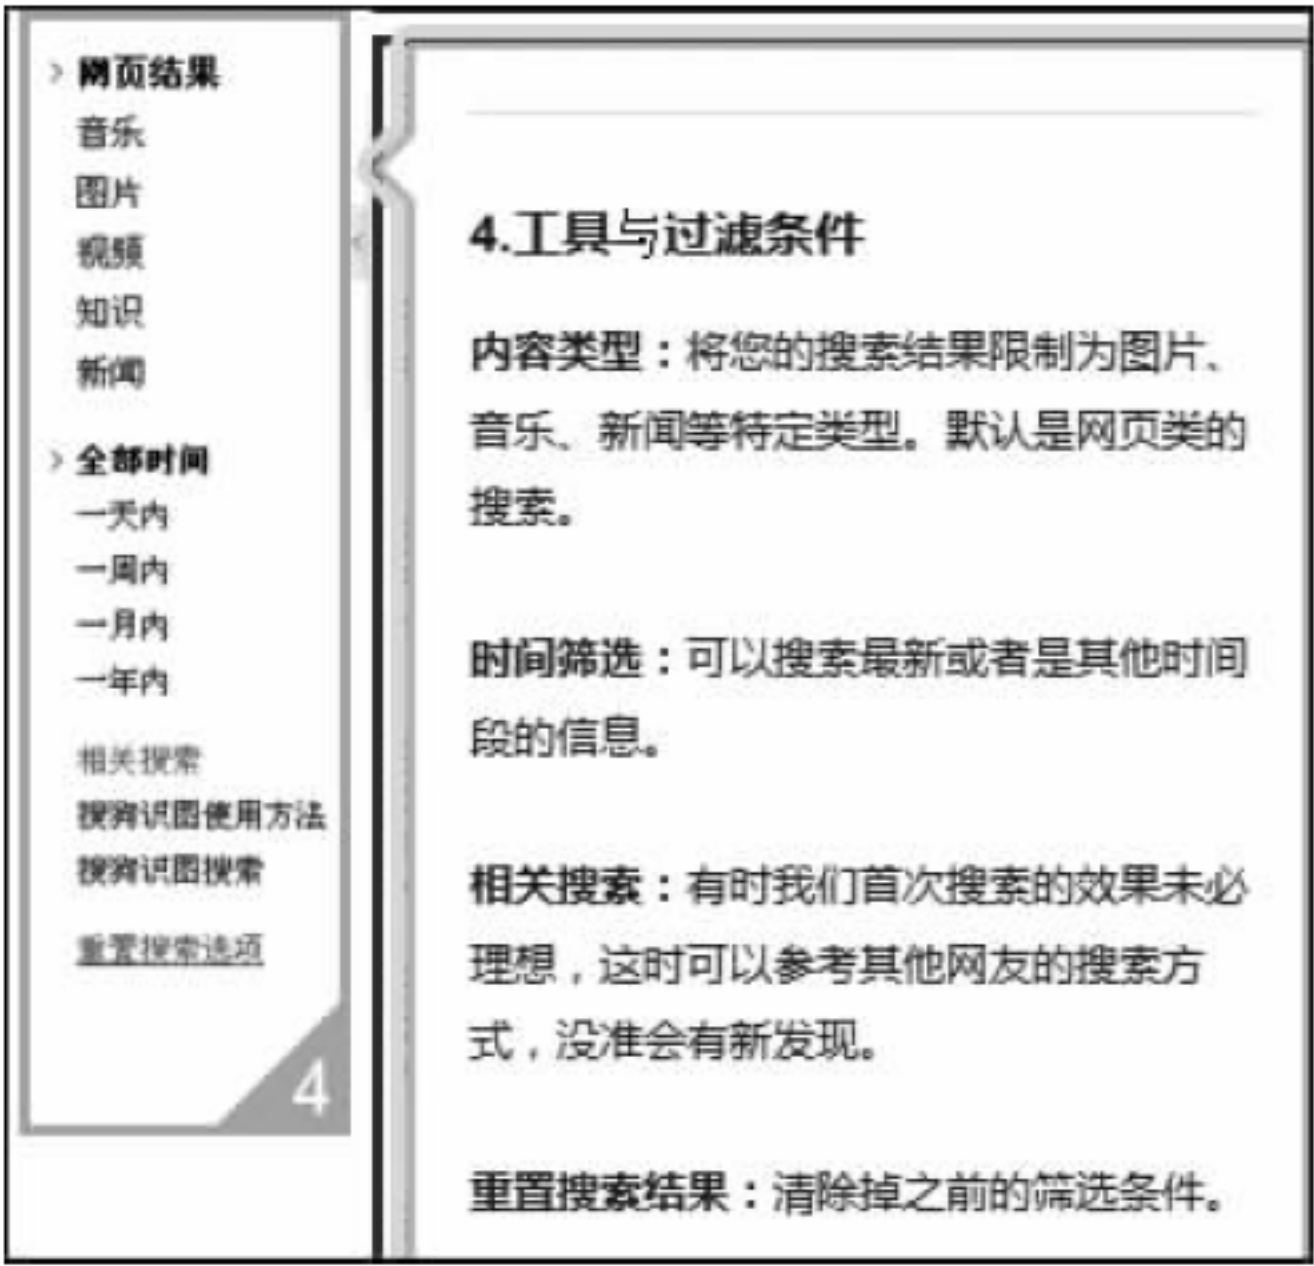 网页结果
音乐
图片
视频
知识
新闻
全部时间
一天内
一周内
一月内
一年内
相关搜索
搜狗识图使用方法
搜狗识图搜索
重置搜索选项
4
4.工具与过滤条件
内容类型：将您的搜索结果限制为图片、
音乐、新闻等特定类型。默认是网页类的
搜索。
时间筛选：可以搜索最新或者是其他时间
段的信息。
相关搜索：有时我们首次搜索的效果未必
理想，这时可以参考其他网友的搜索方
式，没准会有新发现。
重置搜索结果：清除掉之前的筛选条件。